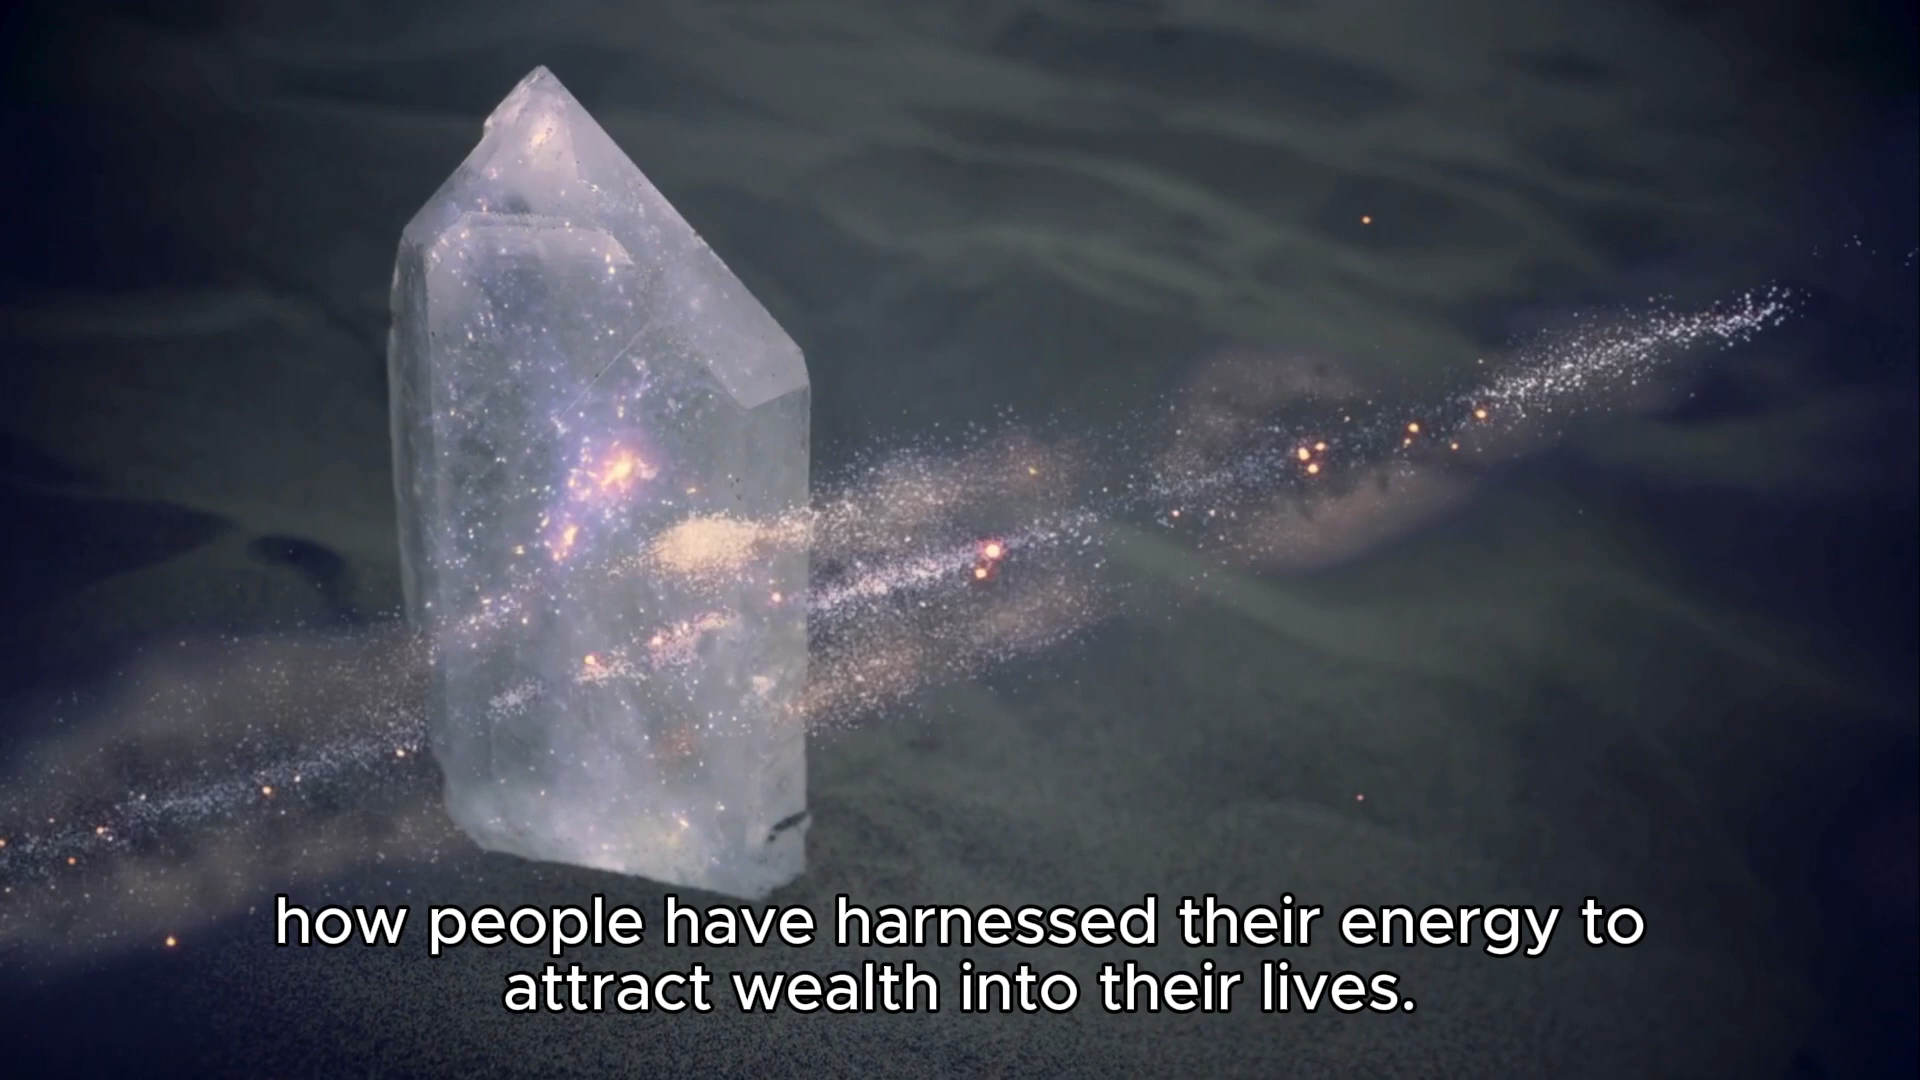 how people have harnessed their energy to
attract wealth into their lives.